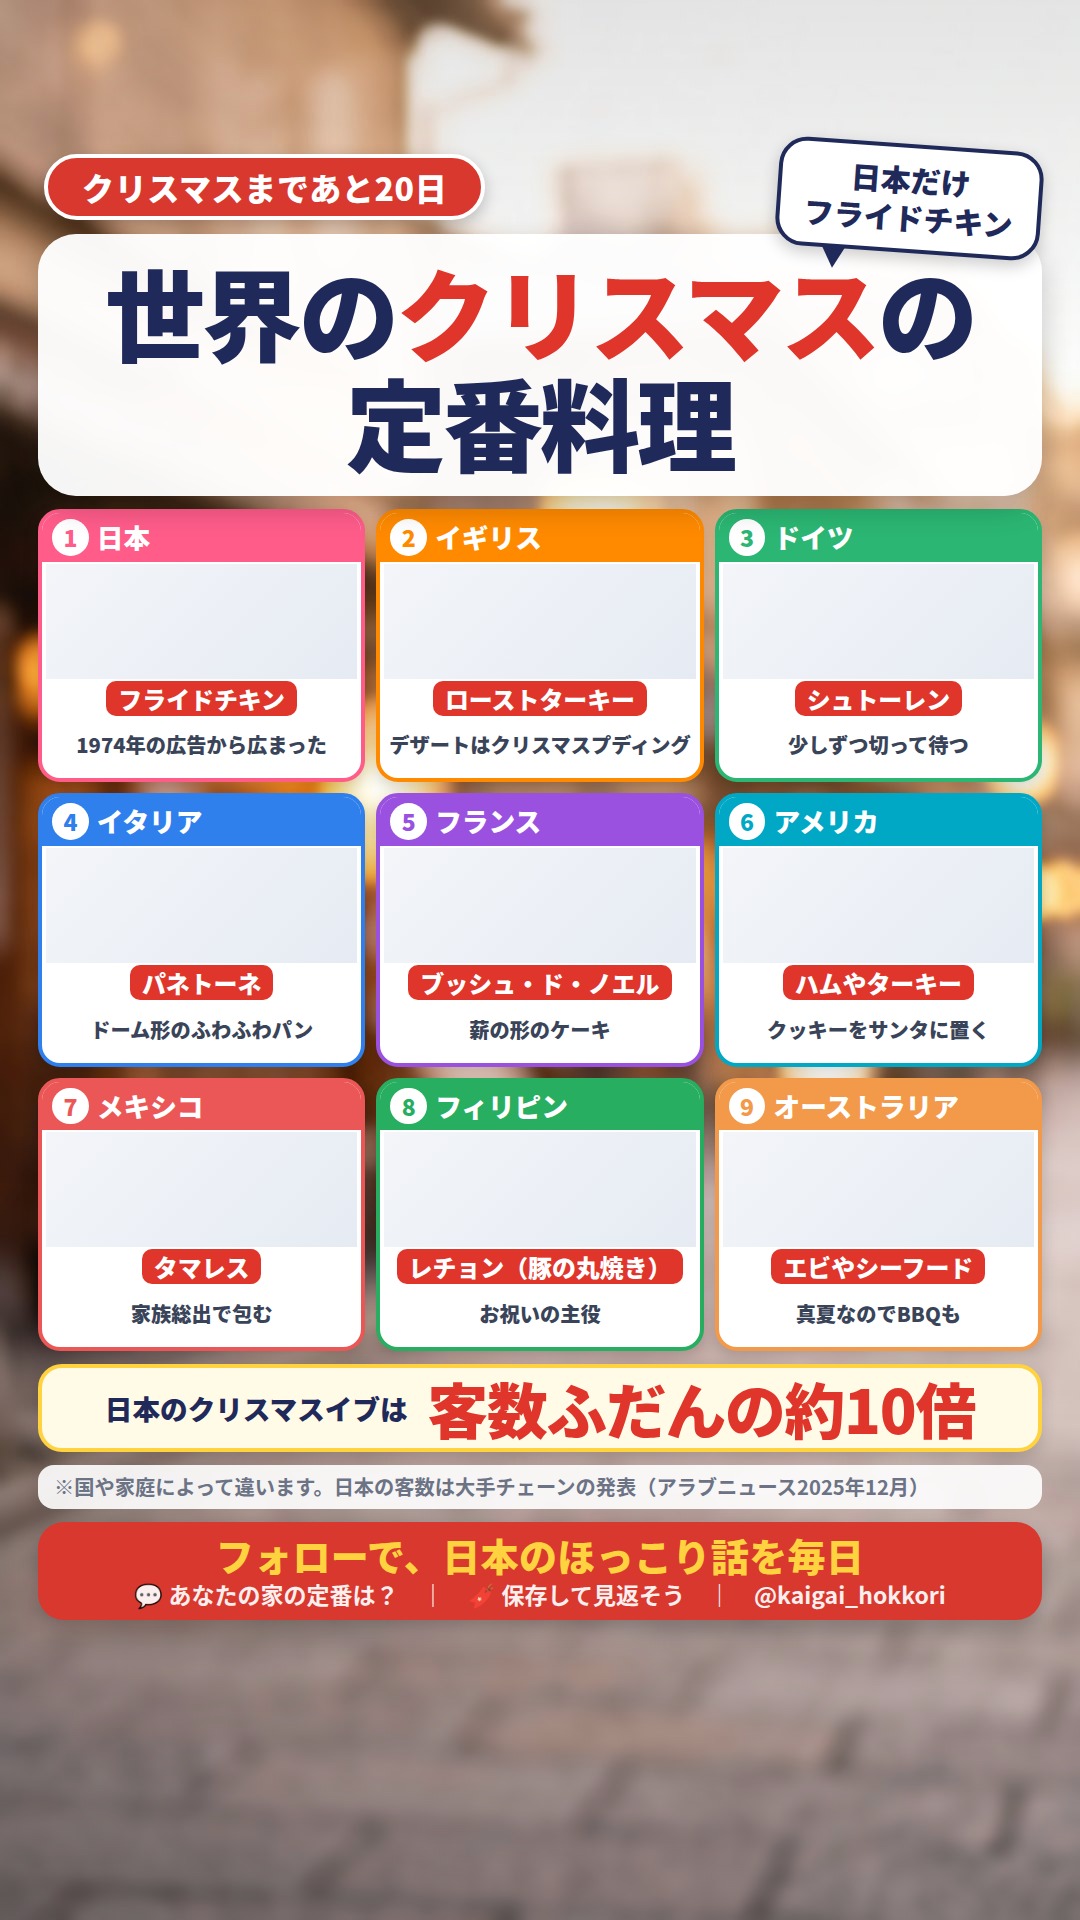 クリスマスまであと20日
日本だけ
フライドチキン
世界のクリスマスの
定番料理
1 日本
フライドチキン
1974年の広告から広まった
2 イギリス
ローストターキー
デザートはクリスマスプディング
3 ドイツ
シュトーレン
少しずつ切って待つ
4 イタリア
パネトーネ
ドーム形のふわふわパン
5 フランス
ブッシュ・ド・ノエル
薪の形のケーキ
6 アメリカ
ハムやターキー
クッキーをサンタに置く
7 メキシコ
タマレス
家族総出で包む
8 フィリピン
レチョン（豚の丸焼き）
お祝いの主役
9 オーストラリア
エビやシーフード
真夏なのでBBQも
日本のクリスマスイブは 客数ふだんの約10倍
※国や家庭によって違います。日本の客数は大手チェーンの発表（アラブニュース2025年12月）
フォローで、日本のほっこり話を毎日
💬 あなたの家の定番は？ ｜ 🔖 保存して見返そう ｜ @kaigai_hokkori